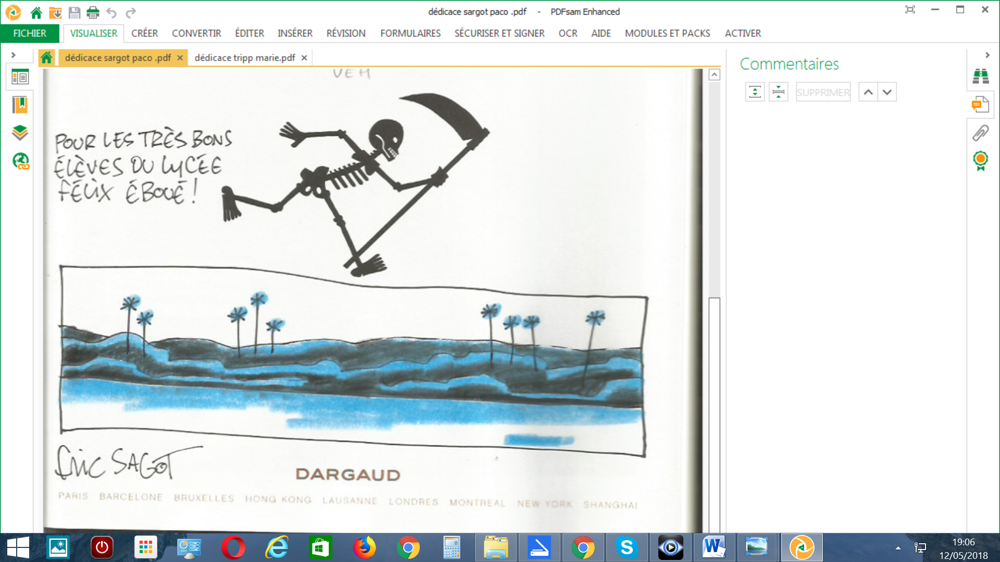 dédicace sargot paco .pdf - PDFsam Enhanced
FICHIER VISUALISER CRÉER CONVERTIR ÉDITER INSÉRER RÉVISION FORMULAIRES SÉCURISER ET SIGNER OCR AIDE MODULES ET PACKS ACTIVER
dédicace sargot paco .pdf dédicace tripp marie.pdf
Commentaires
SUPPRIMER
VEH
POUR LES TRÈS BONS
ÉLÈVES DU LYCÉE
FÉLIX ÉBOUÉ !
ERIC SAGOT
DARGAUD
PARIS BARCELONE BRUXELLES HONG KONG LAUSANNE LONDRES MONTREAL NEW YORK SHANGHAI
19:06
12/05/2018